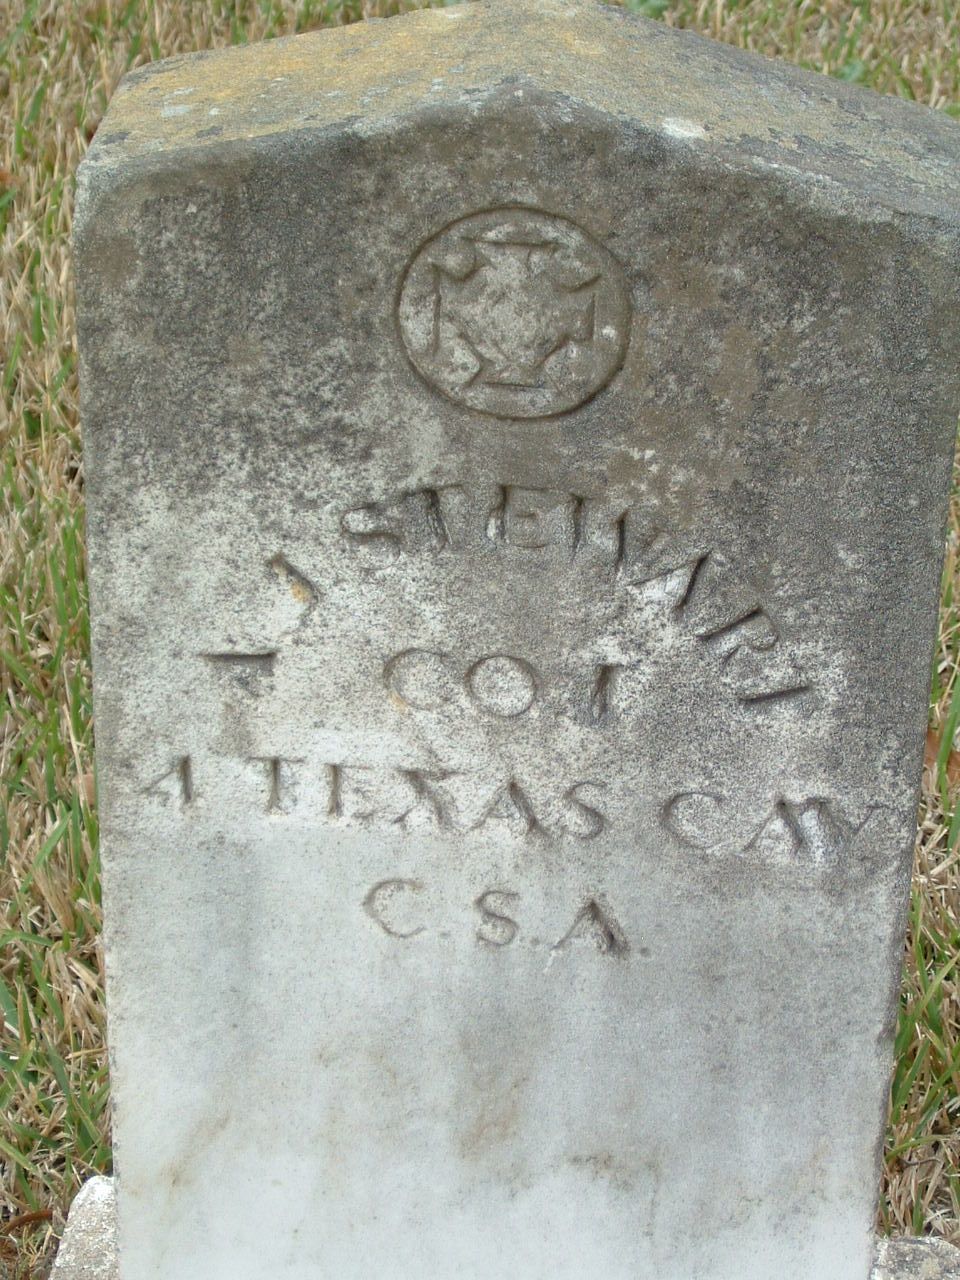 F J STEWART
CO I
4 TEXAS CAV
C.S.A.